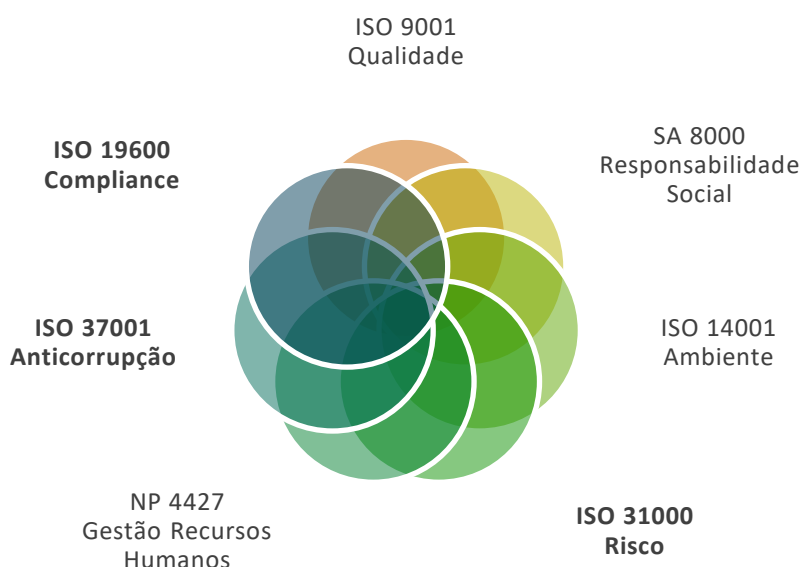 ISO 9001
Qualidade
SA 8000
Responsabilidade
Social
ISO 14001
Ambiente
ISO 31000
Risco
NP 4427
Gestão Recursos
Humanos
ISO 37001
Anticorrupção
ISO 19600
Compliance